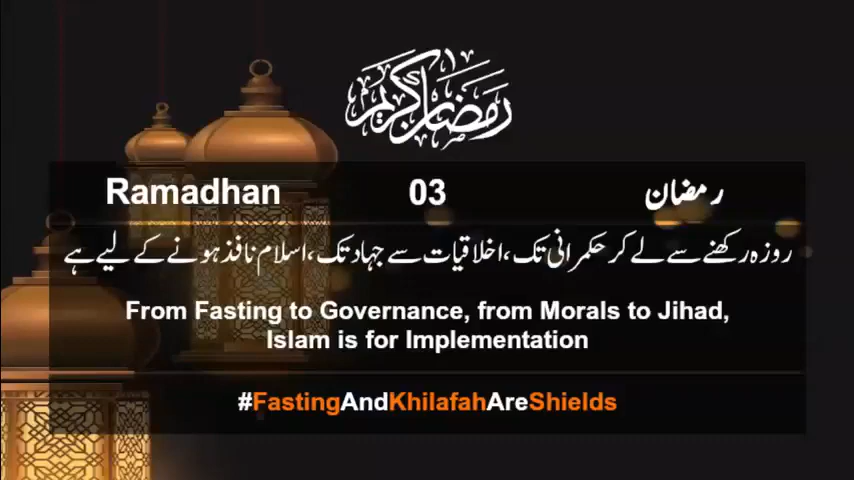 رمضان كريم
Ramadhan 03 رمضان
روزہ رکھنے سے لے کر حکمرانی تک، اخلاقیات سے جہاد تک، اسلام نافذ ہونے کے لیے ہے
From Fasting to Governance, from Morals to Jihad,
Islam is for Implementation
#FastingAndKhilafahAreShields